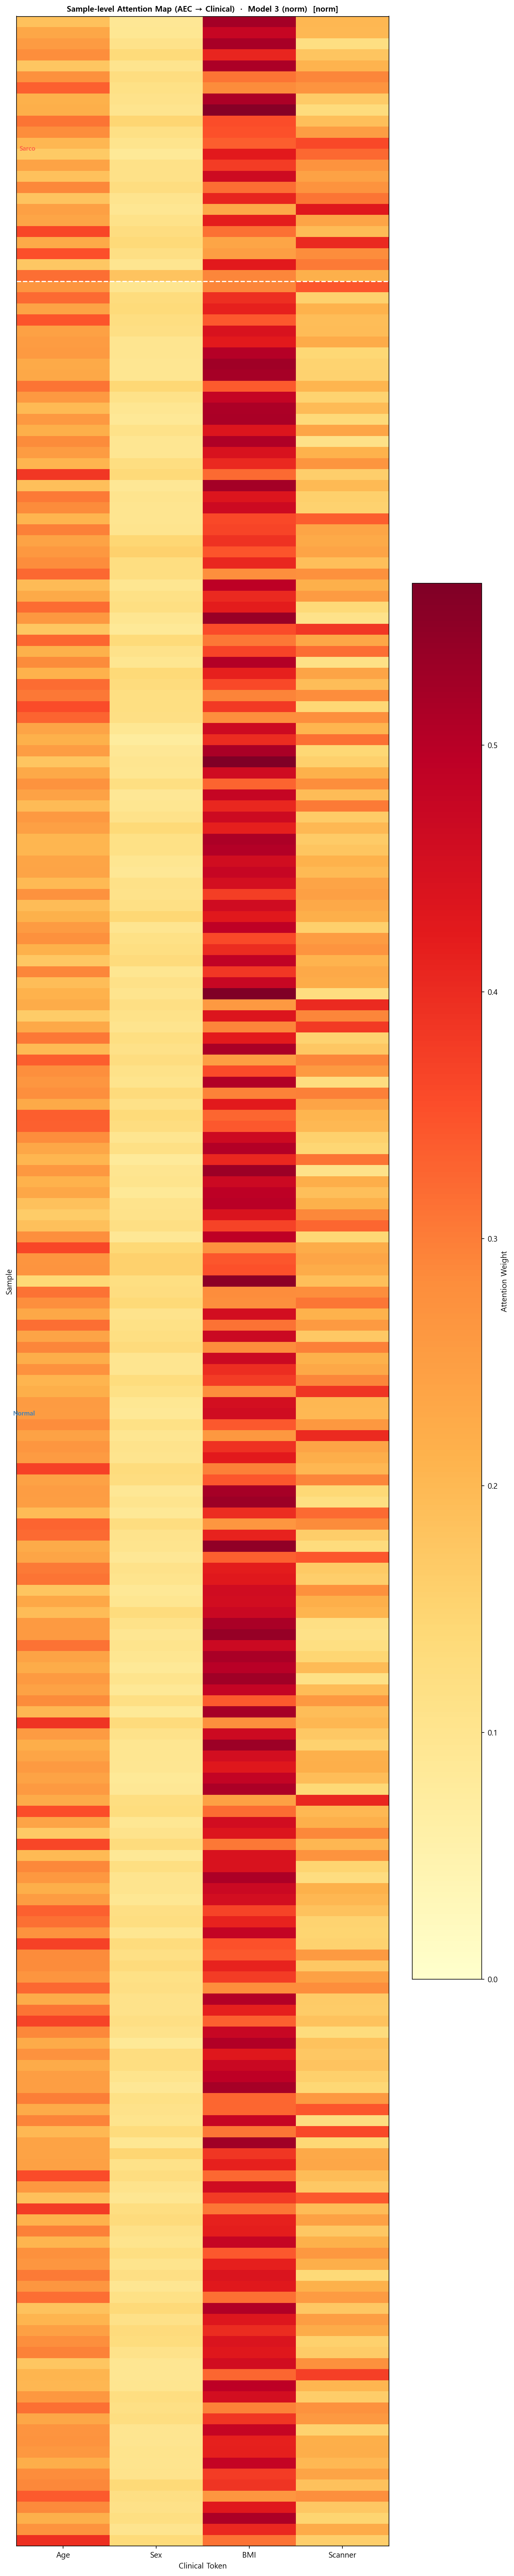 Sample-level Attention Map (AEC → Clinical)  ·  Model 3 (norm)  [norm]
Sarco
Normal
Sample
Age
Sex
BMI
Scanner
Clinical Token
0.5
0.4
0.3
0.2
0.1
0.0
Attention Weight